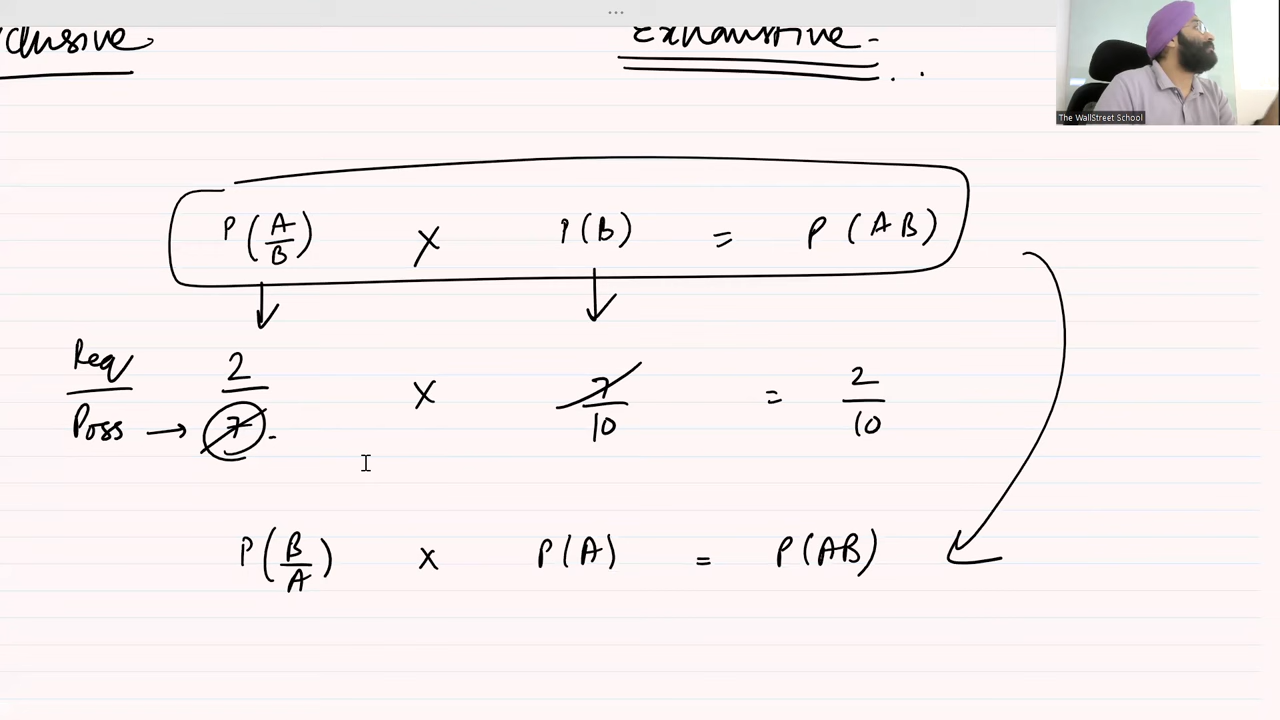 clusive
Exhaustive - . .
The WallStreet School
P(A/B) × P(B) = P(AB)
Req/Poss → 2/7 . × 7/10 = 2/10
P(B/A) × P(A) = P(AB)